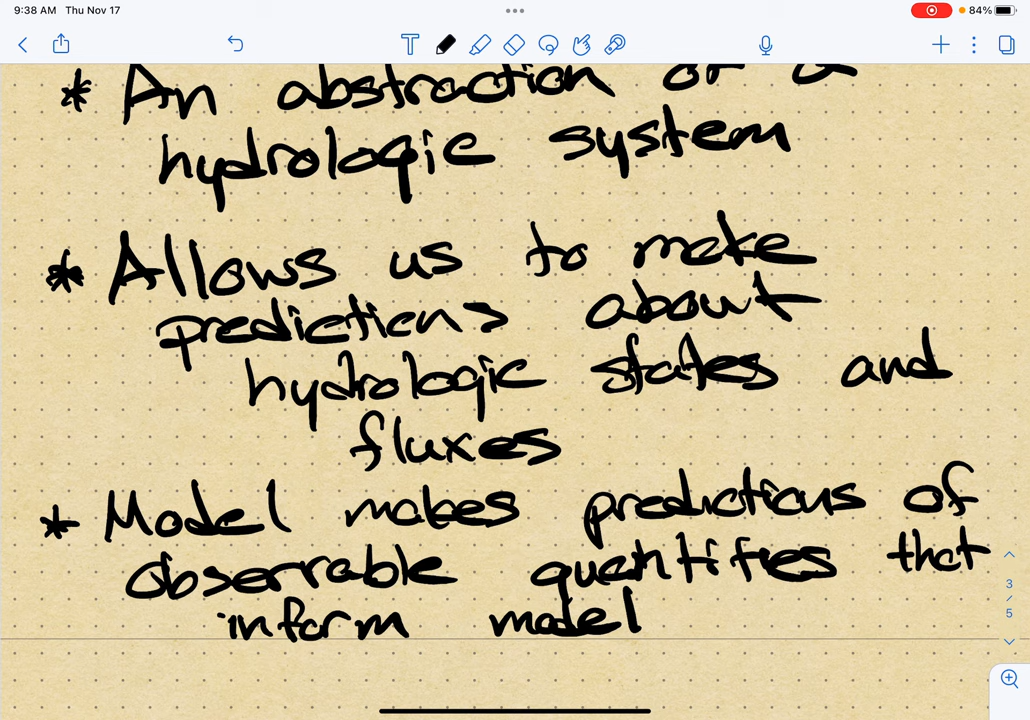 9:38 AM Thu Nov 17
84%
* An abstraction of a
hydrologic system
* Allows us to make
predictions about
hydrologic states and
fluxes
* Model makes predictions of
observable quantities that
inform model
3
/
5